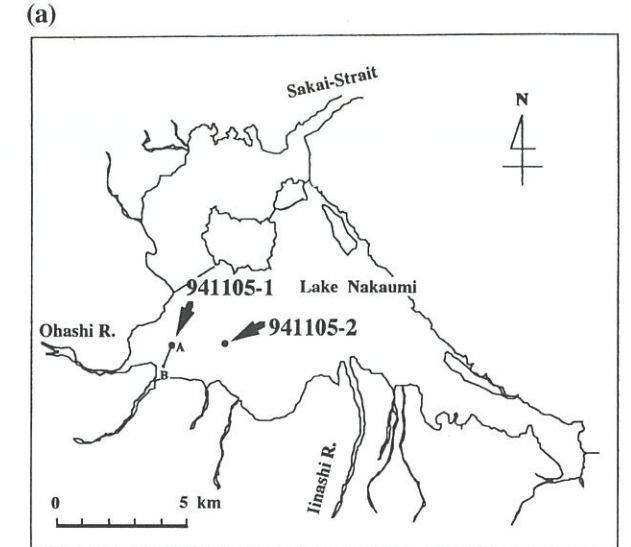 (a)
Sakai-Strait
N
941105-1
Lake Nakaumi
Ohashi R.
941105-2
A
B
Iinashi R.
0 5 km